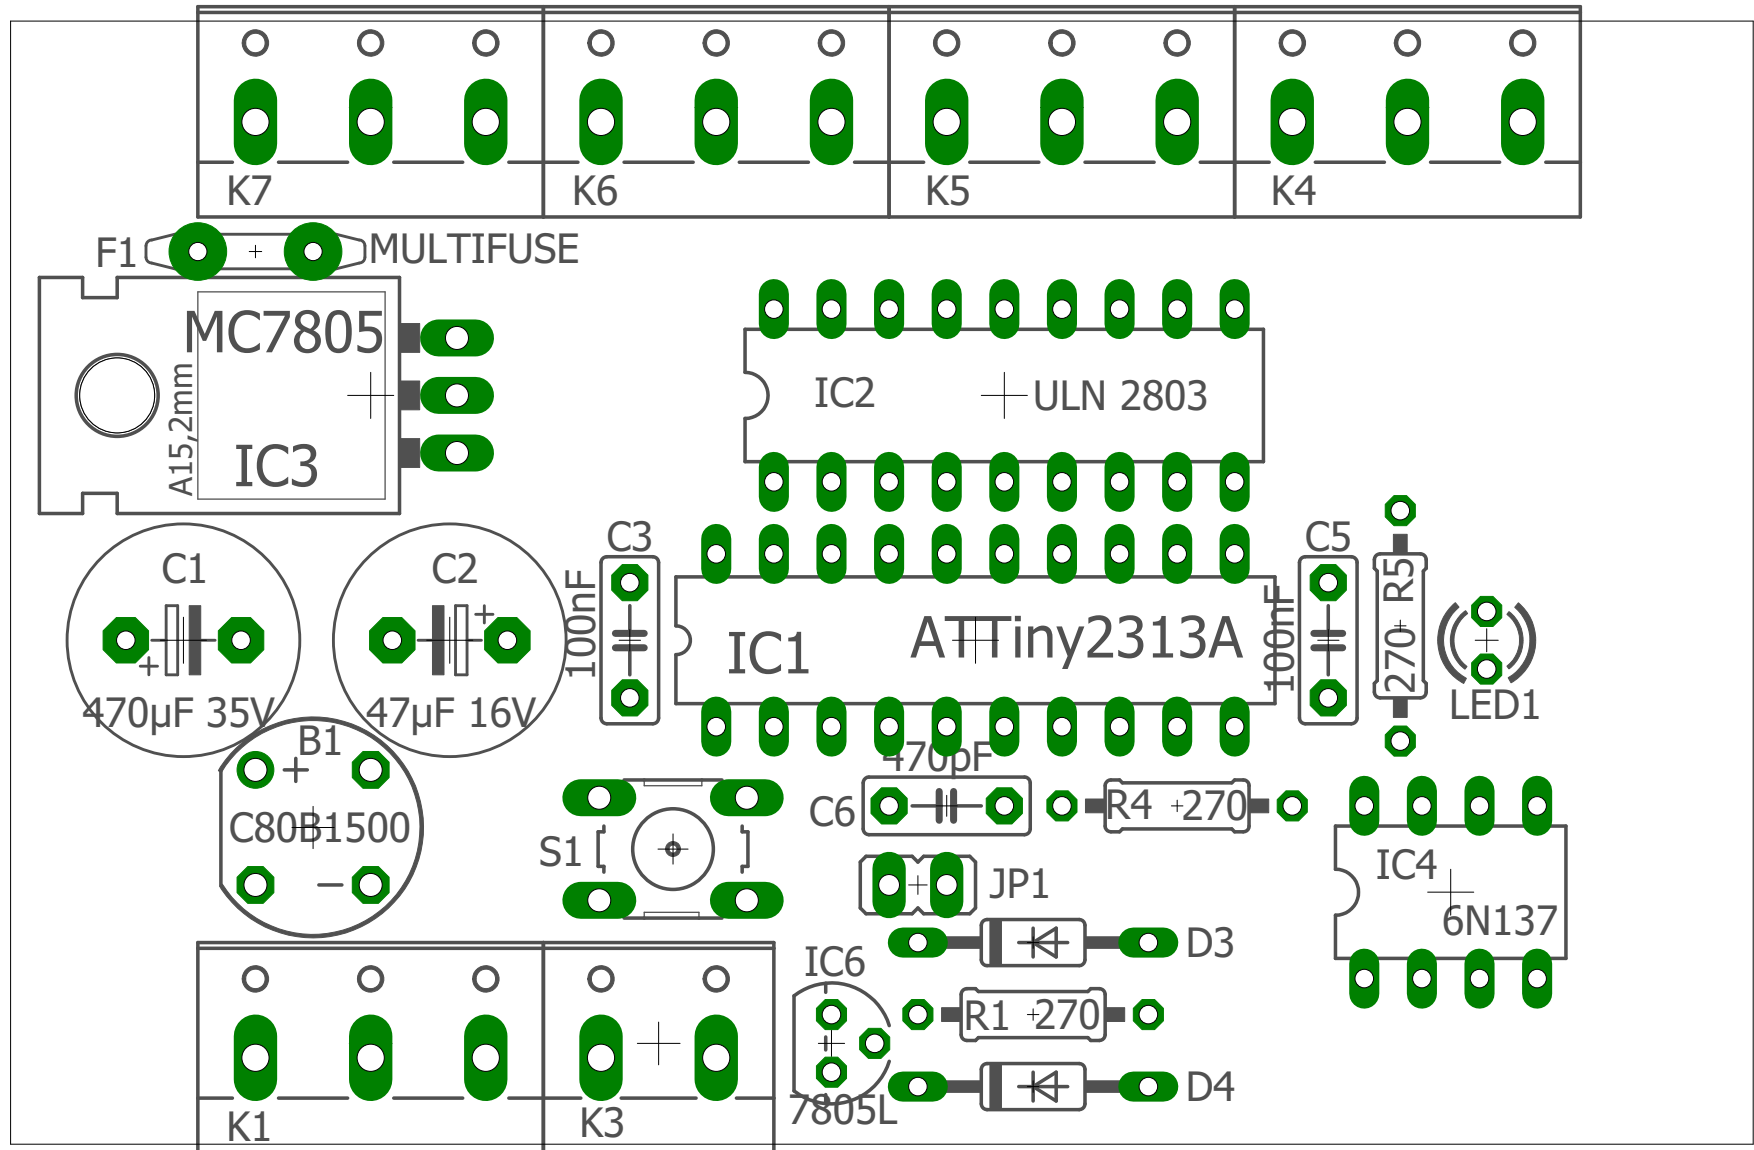 K7
K6
K5
K4
F1
MULTIFUSE
MC7805
A15,2mm
IC3
IC2
ULN 2803
C1
470µF 35V
C2
47µF 16V
C3
100nF
IC1
ATTiny2313A
C5
100nF
R5
270
LED1
B1
C80B1500
S1
470pF
C6
R4
270
JP1
IC4
6N137
D3
IC6
7805L
R1
270
D4
K1
K3